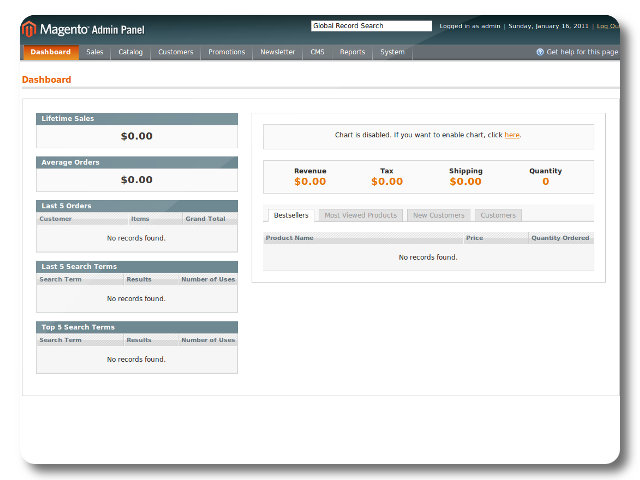 Magento® Admin Panel
Global Record Search
Logged in as admin | Sunday, January 16, 2011 | Log Ou
Dashboard Sales Catalog Customers Promotions Newsletter CMS Reports System Get help for this page
Dashboard
Lifetime Sales
$0.00
Average Orders
$0.00
Last 5 Orders
Customer Items Grand Total
No records found.
Last 5 Search Terms
Search Term Results Number of Uses
No records found.
Top 5 Search Terms
Search Term Results Number of Uses
No records found.
Chart is disabled. If you want to enable chart, click here.
Revenue Tax Shipping Quantity
$0.00 $0.00 $0.00 0
Bestsellers Most Viewed Products New Customers Customers
Product Name Price Quantity Ordered
No records found.